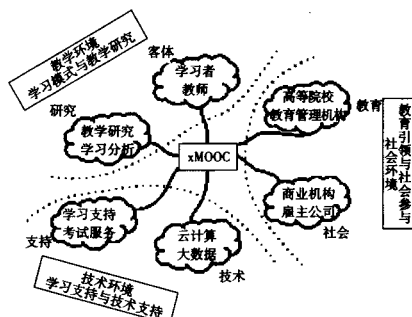 教学环境
学习模式与教学研究
客体
学习者
教师
高等院校
教育管理机构
教育
教育引领与社会参与
社会环境
研究
教学研究
学习分析
xMOOC
商业机构
雇主公司
社会
学习支持
考试服务
支持
云计算
大数据
技术
技术环境
学习支持与技术支持